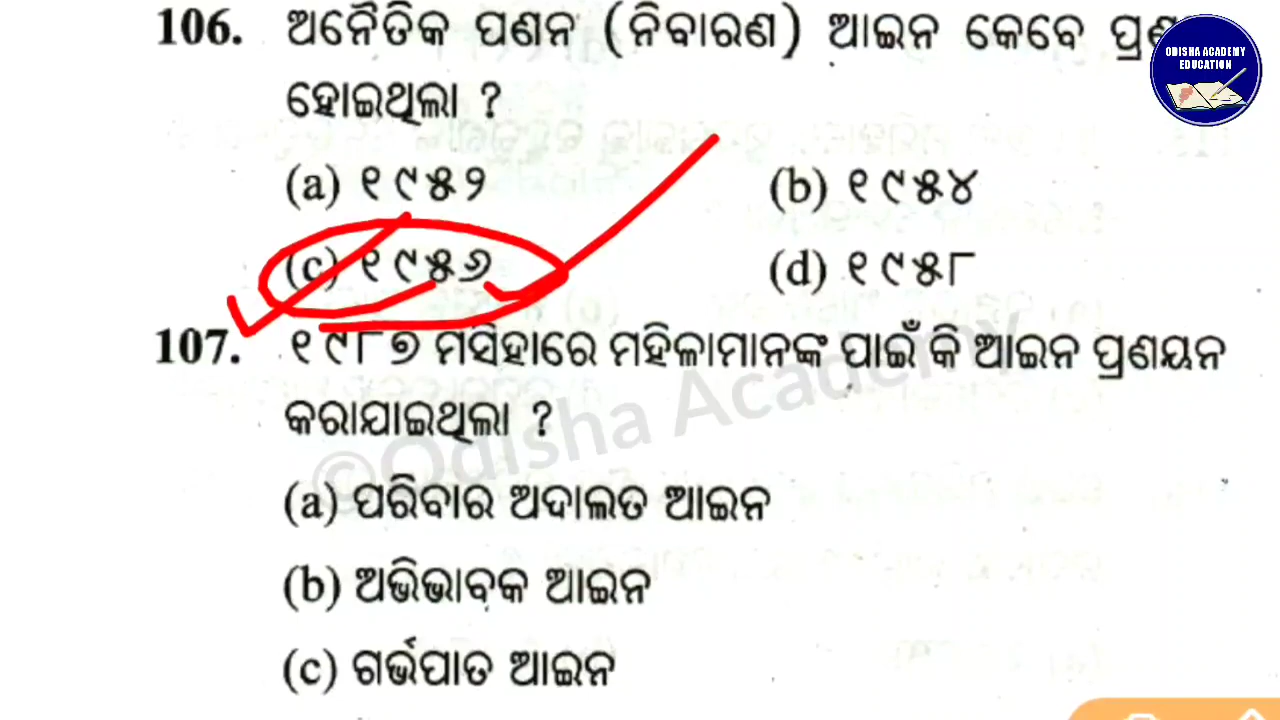 106. ଅନୈତିକ ପଣନ (ନିବାରଣ) ଆଇନ କେବେ
ହୋଇଥିଲା ?
(a) ୧୯୫୨ (b) ୧୯୫୪
(c) ୧୯୫୬ (d) ୧୯୫୮
107. ୧୯୮୭ ମସିହାରେ ମହିଳାମାନଙ୍କ ପାଇଁ କି ଆଇନ ପ୍ରଣୟନ
କରାଯାଇଥିଲା ?
(a) ପରିବାର ଅଦାଲତ ଆଇନ
(b) ଅଭିଭାବକ ଆଇନ
(c) ଗର୍ଭପାତ ଆଇନ
ODISHA ACADEMY
EDUCATION
©Odisha Academy